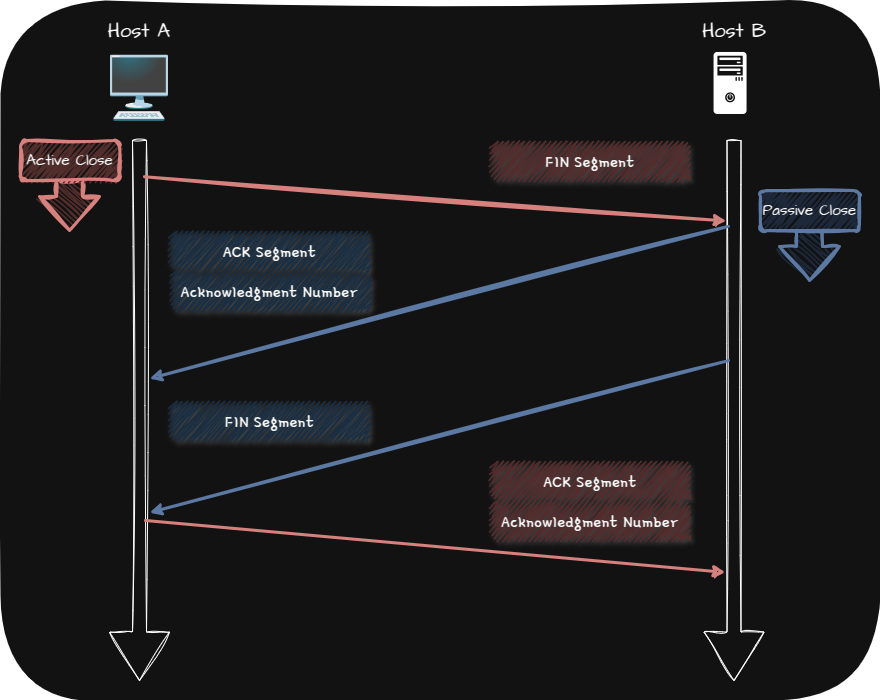 Host A
Host B
Active Close
FIN Segment
Passive Close
ACK Segment
Acknowledgment Number
FIN Segment
ACK Segment
Acknowledgment Number